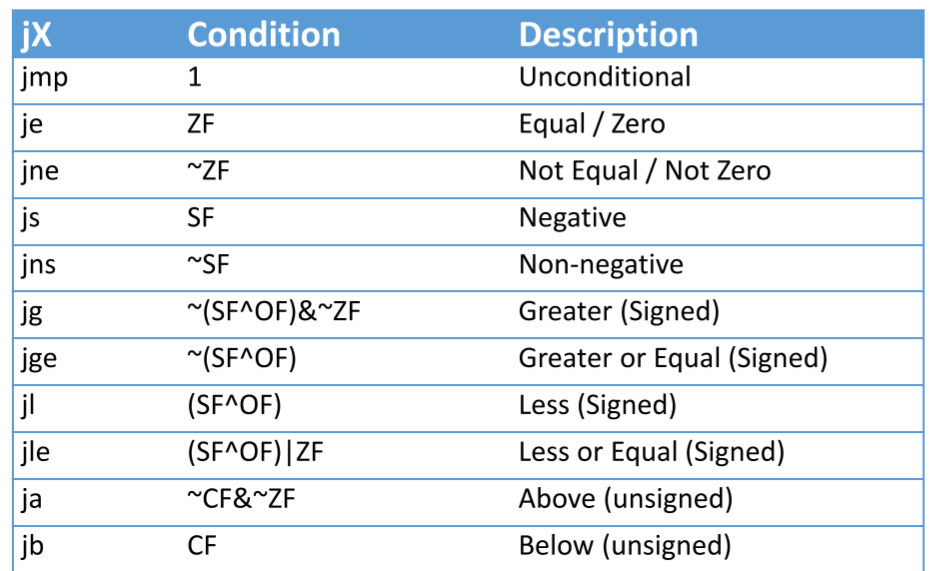 jX Condition Description
jmp 1 Unconditional
je ZF Equal / Zero
jne ~ZF Not Equal / Not Zero
js SF Negative
jns ~SF Non-negative
jg ~(SF^OF)&~ZF Greater (Signed)
jge ~(SF^OF) Greater or Equal (Signed)
jl (SF^OF) Less (Signed)
jle (SF^OF)|ZF Less or Equal (Signed)
ja ~CF&~ZF Above (unsigned)
jb CF Below (unsigned)